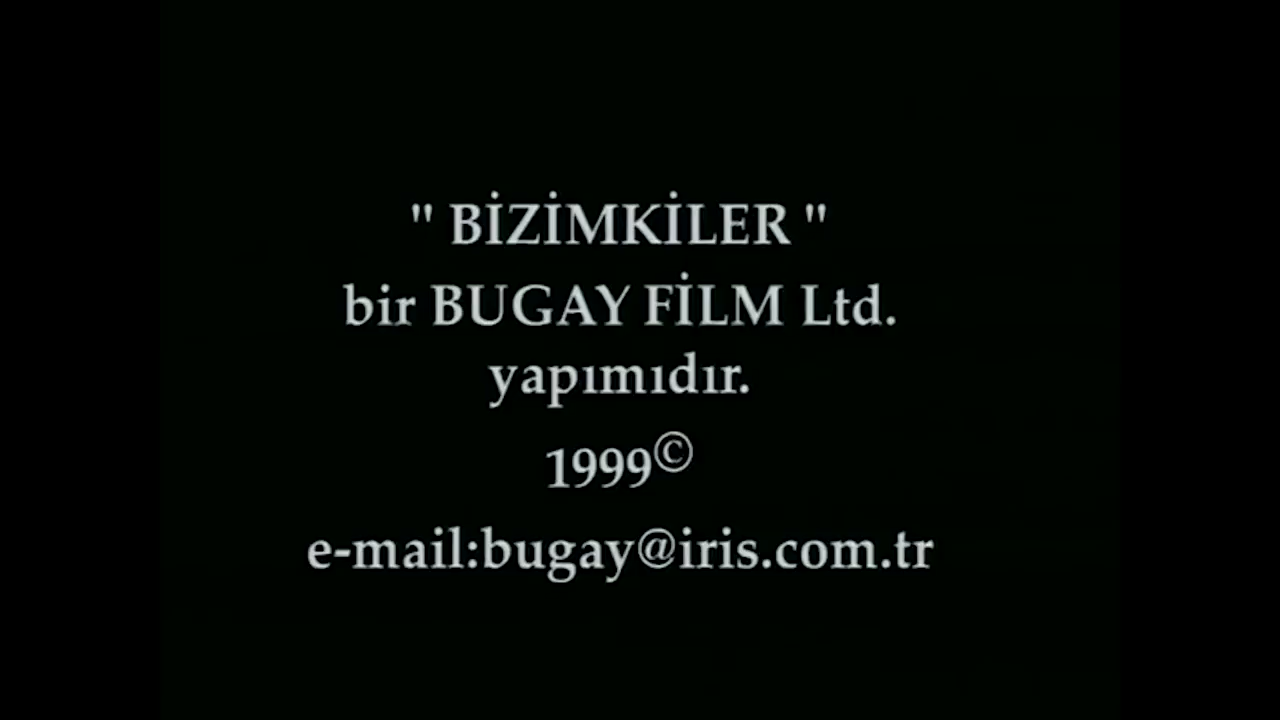 " BİZİMKİLER "
bir BUGAY FİLM Ltd.
yapımıdır.
1999©
e-mail:bugay@iris.com.tr